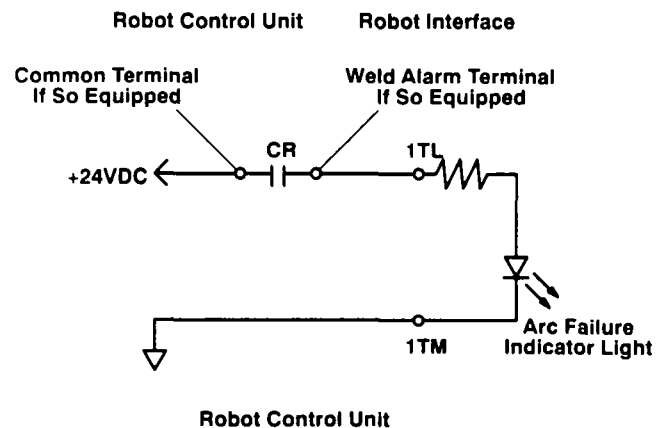 Robot Control Unit
Robot Interface
Common Terminal
If So Equipped
Weld Alarm Terminal
If So Equipped
CR
1TL
+24VDC
Arc Failure
Indicator Light
1TM
Robot Control Unit